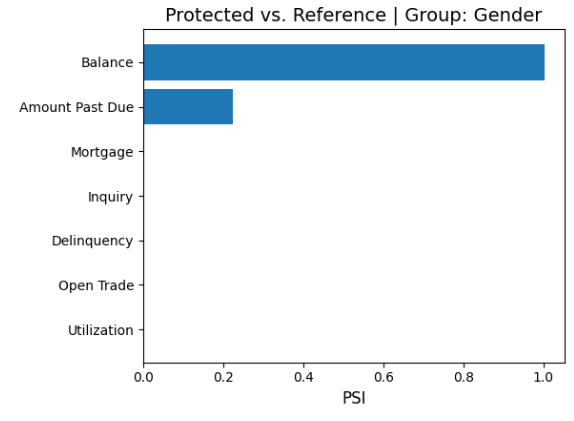 Protected vs. Reference | Group: Gender
Balance
Amount Past Due
Mortgage
Inquiry
Delinquency
Open Trade
Utilization
0.0 0.2 0.4 0.6 0.8 1.0
PSI